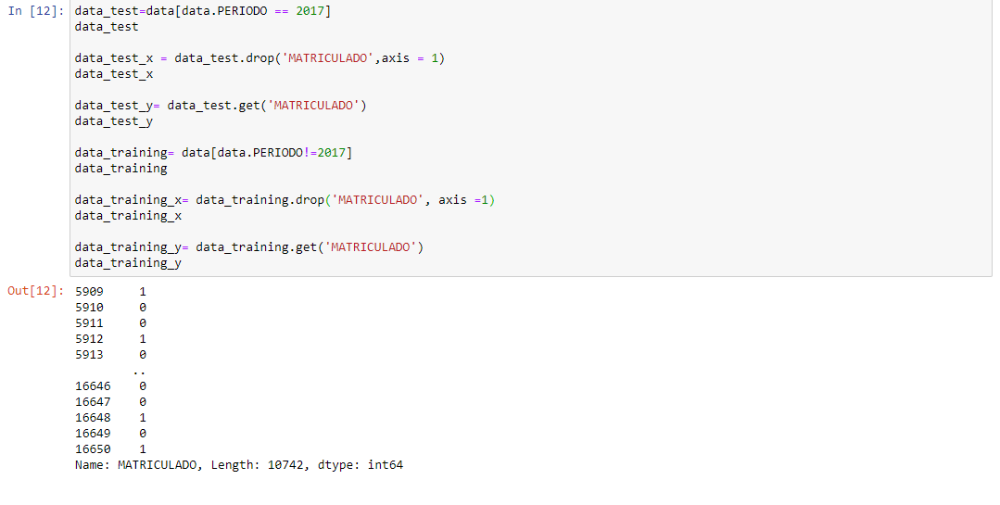 In [12]: data_test=data[data.PERIODO == 2017]
data_test
data_test_x = data_test.drop('MATRICULADO',axis = 1)
data_test_x
data_test_y= data_test.get('MATRICULADO')
data_test_y
data_training= data[data.PERIODO!=2017]
data_training
data_training_x= data_training.drop('MATRICULADO', axis =1)
data_training_x
data_training_y= data_training.get('MATRICULADO')
data_training_y
Out[12]: 5909 1
5910 0
5911 0
5912 1
5913 0
..
16646 0
16647 0
16648 1
16649 0
16650 1
Name: MATRICULADO, Length: 10742, dtype: int64